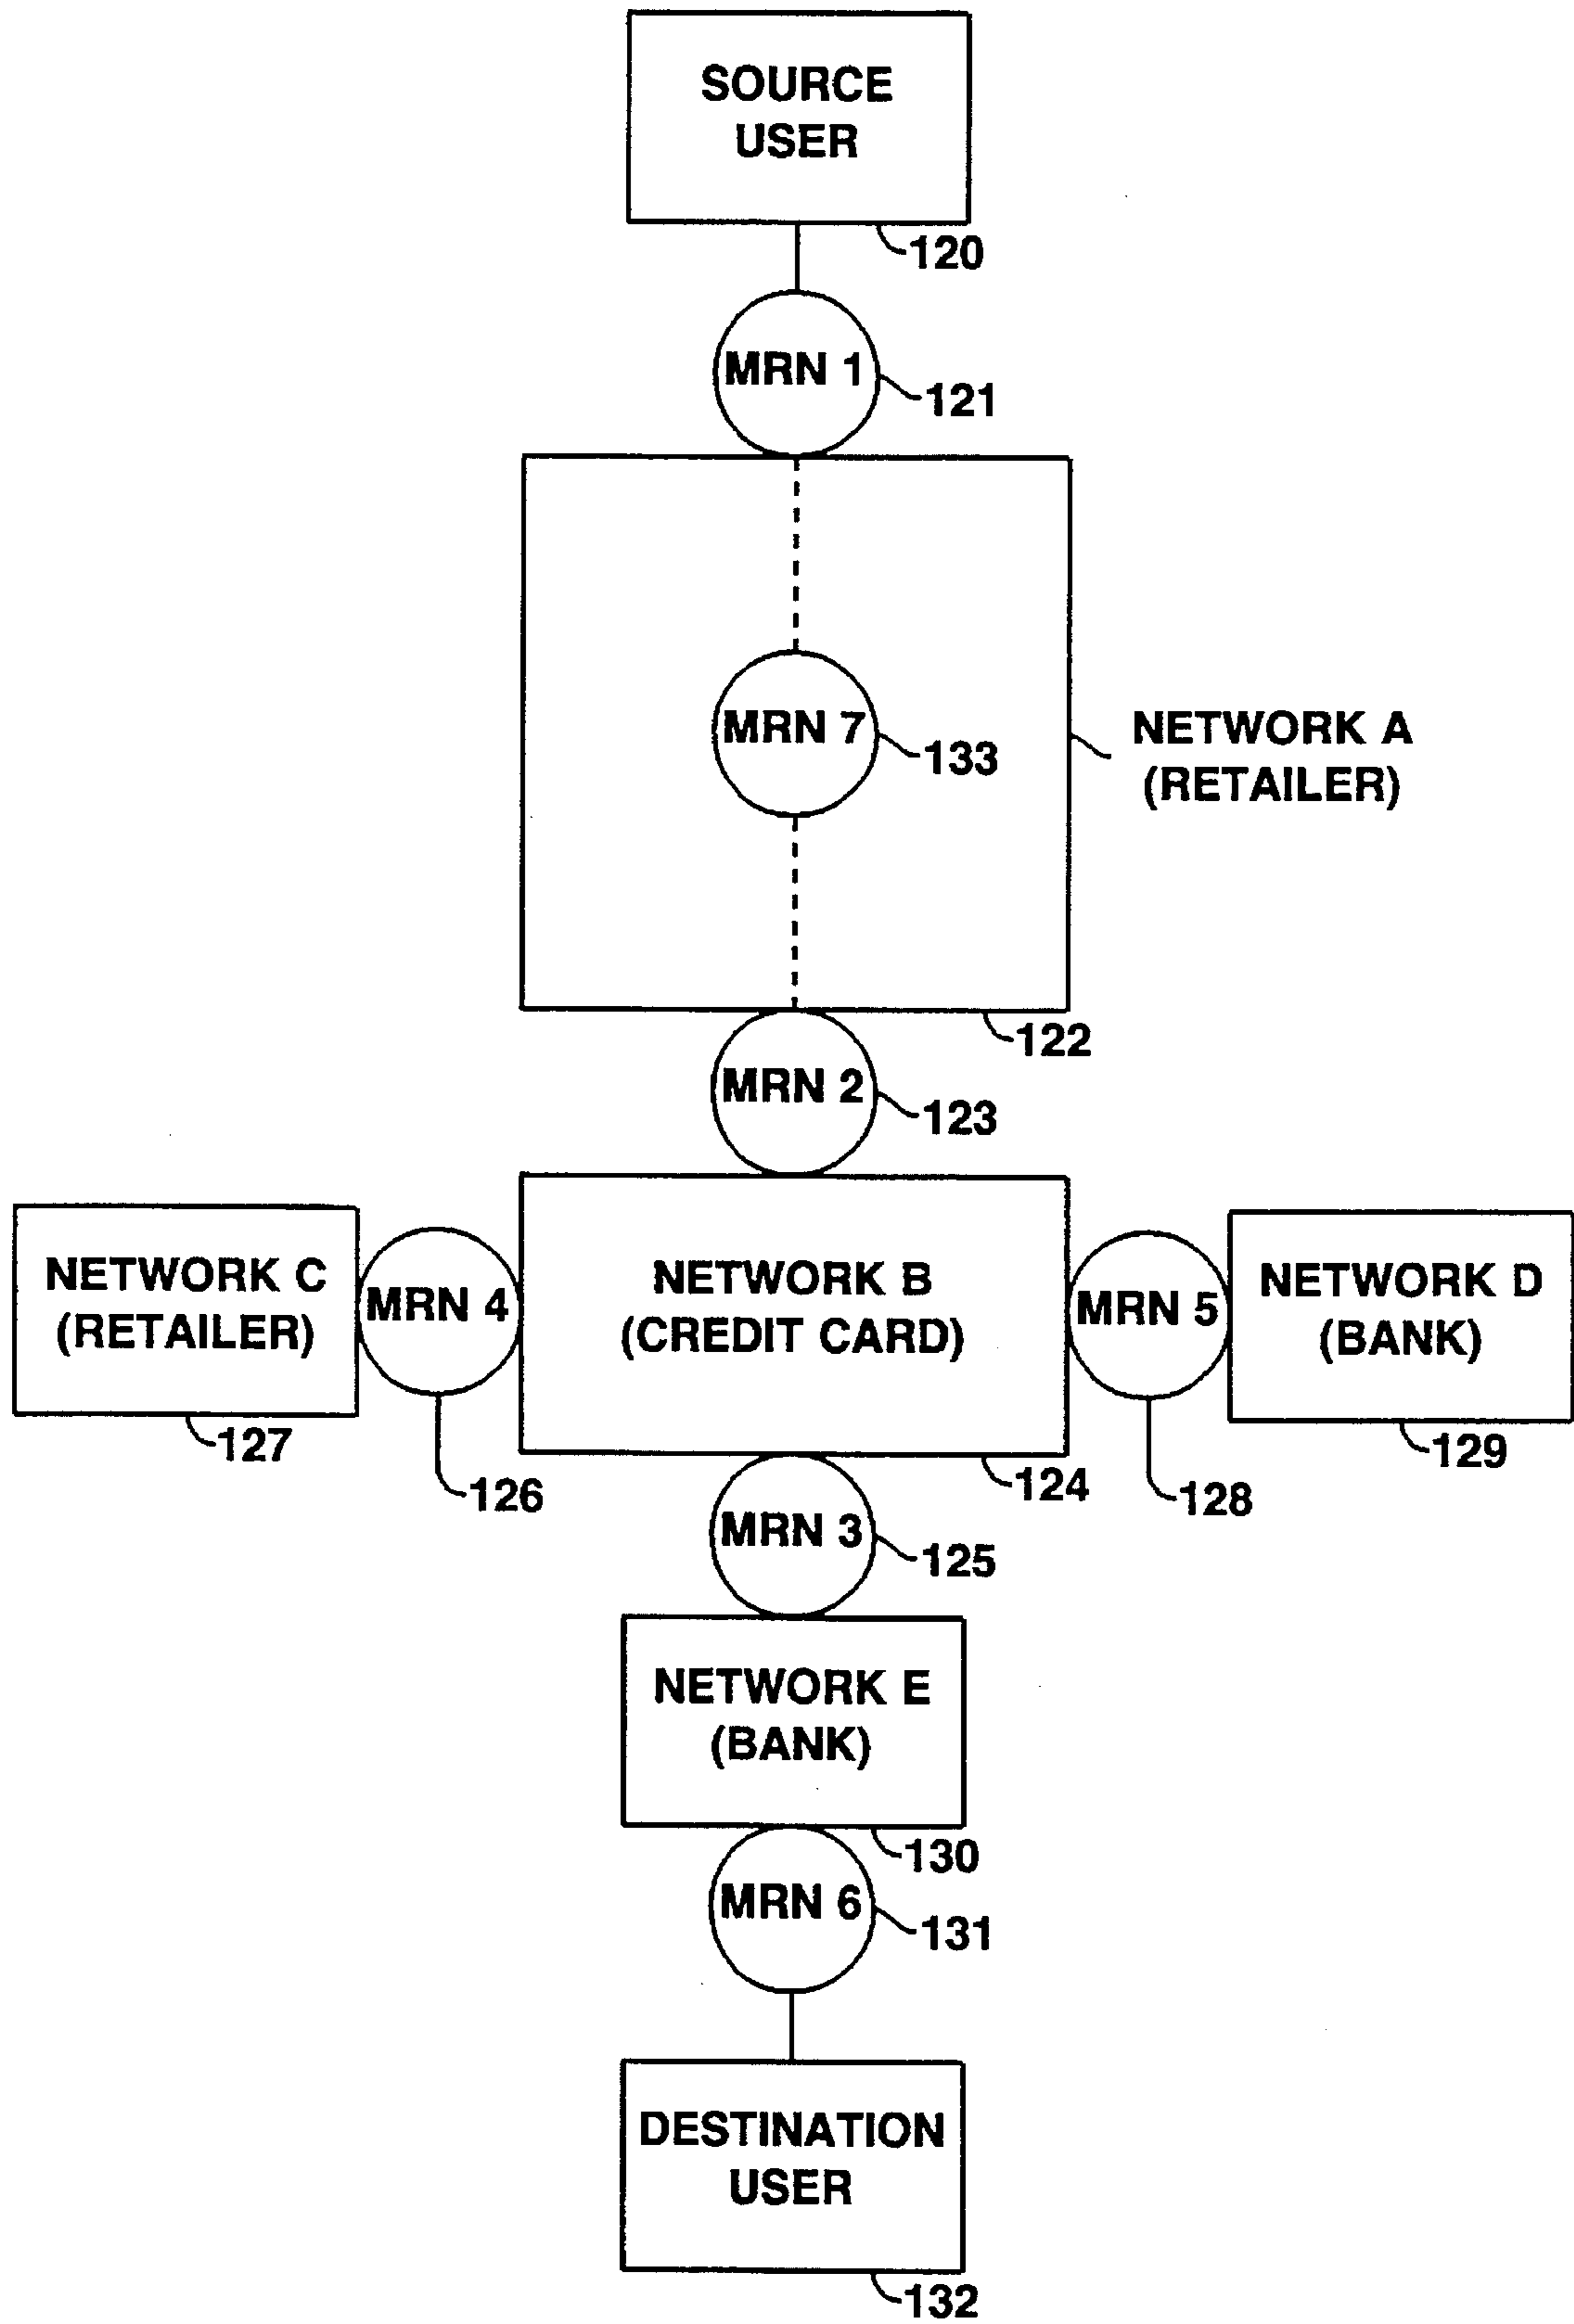 SOURCE
USER
120
MRN 1
121
MRN 7
133
NETWORK A
(RETAILER)
122
MRN 2
123
NETWORK C
(RETAILER)
127
MRN 4
126
NETWORK B
(CREDIT CARD)
124
MRN 5
128
NETWORK D
(BANK)
129
MRN 3
125
NETWORK E
(BANK)
130
MRN 6
131
DESTINATION
USER
132